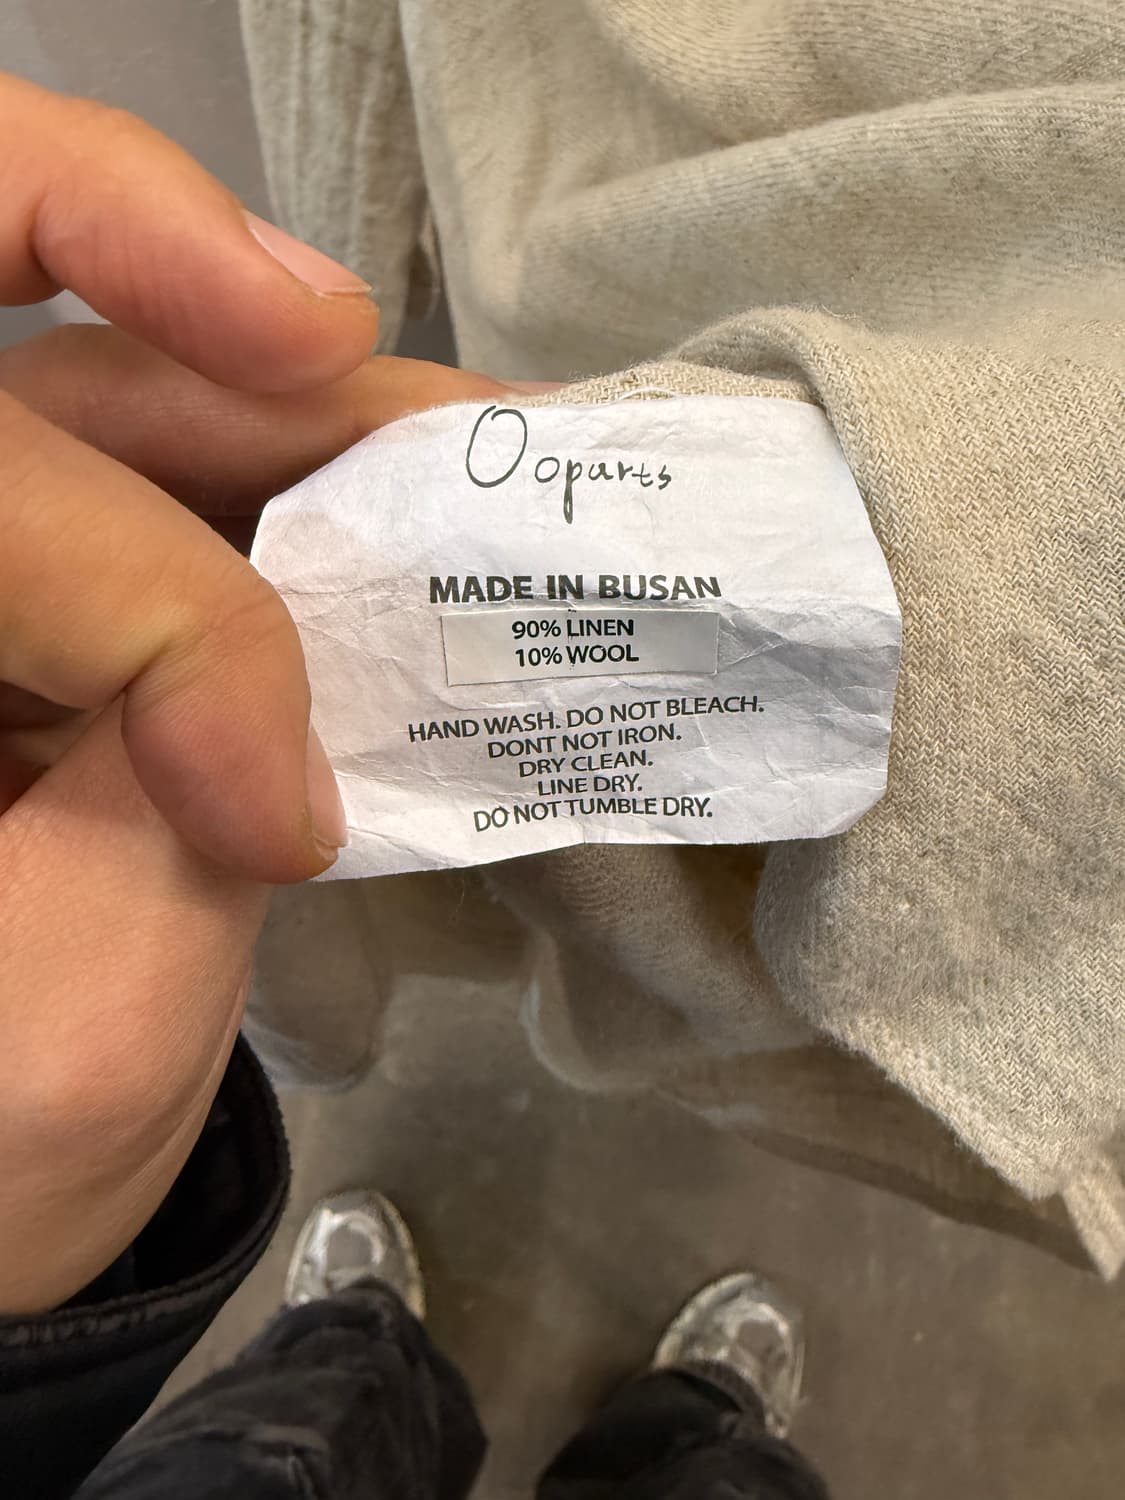 Ooparts
MADE IN BUSAN
90% LINEN
10% WOOL
HAND WASH. DO NOT BLEACH.
DONT NOT IRON.
DRY CLEAN.
LINE DRY.
DO NOT TUMBLE DRY.